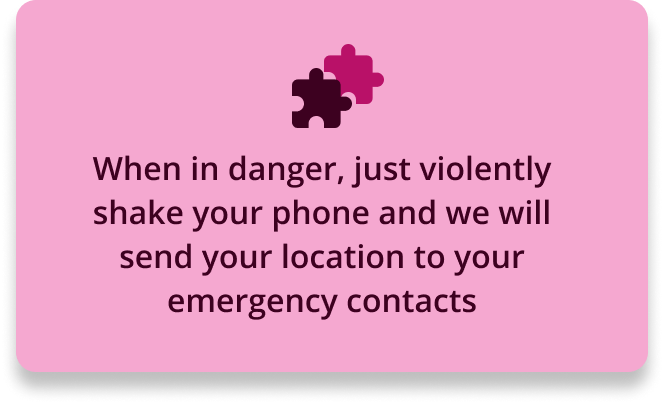 When in danger, just violently
shake your phone and we will
send your location to your
emergency contacts